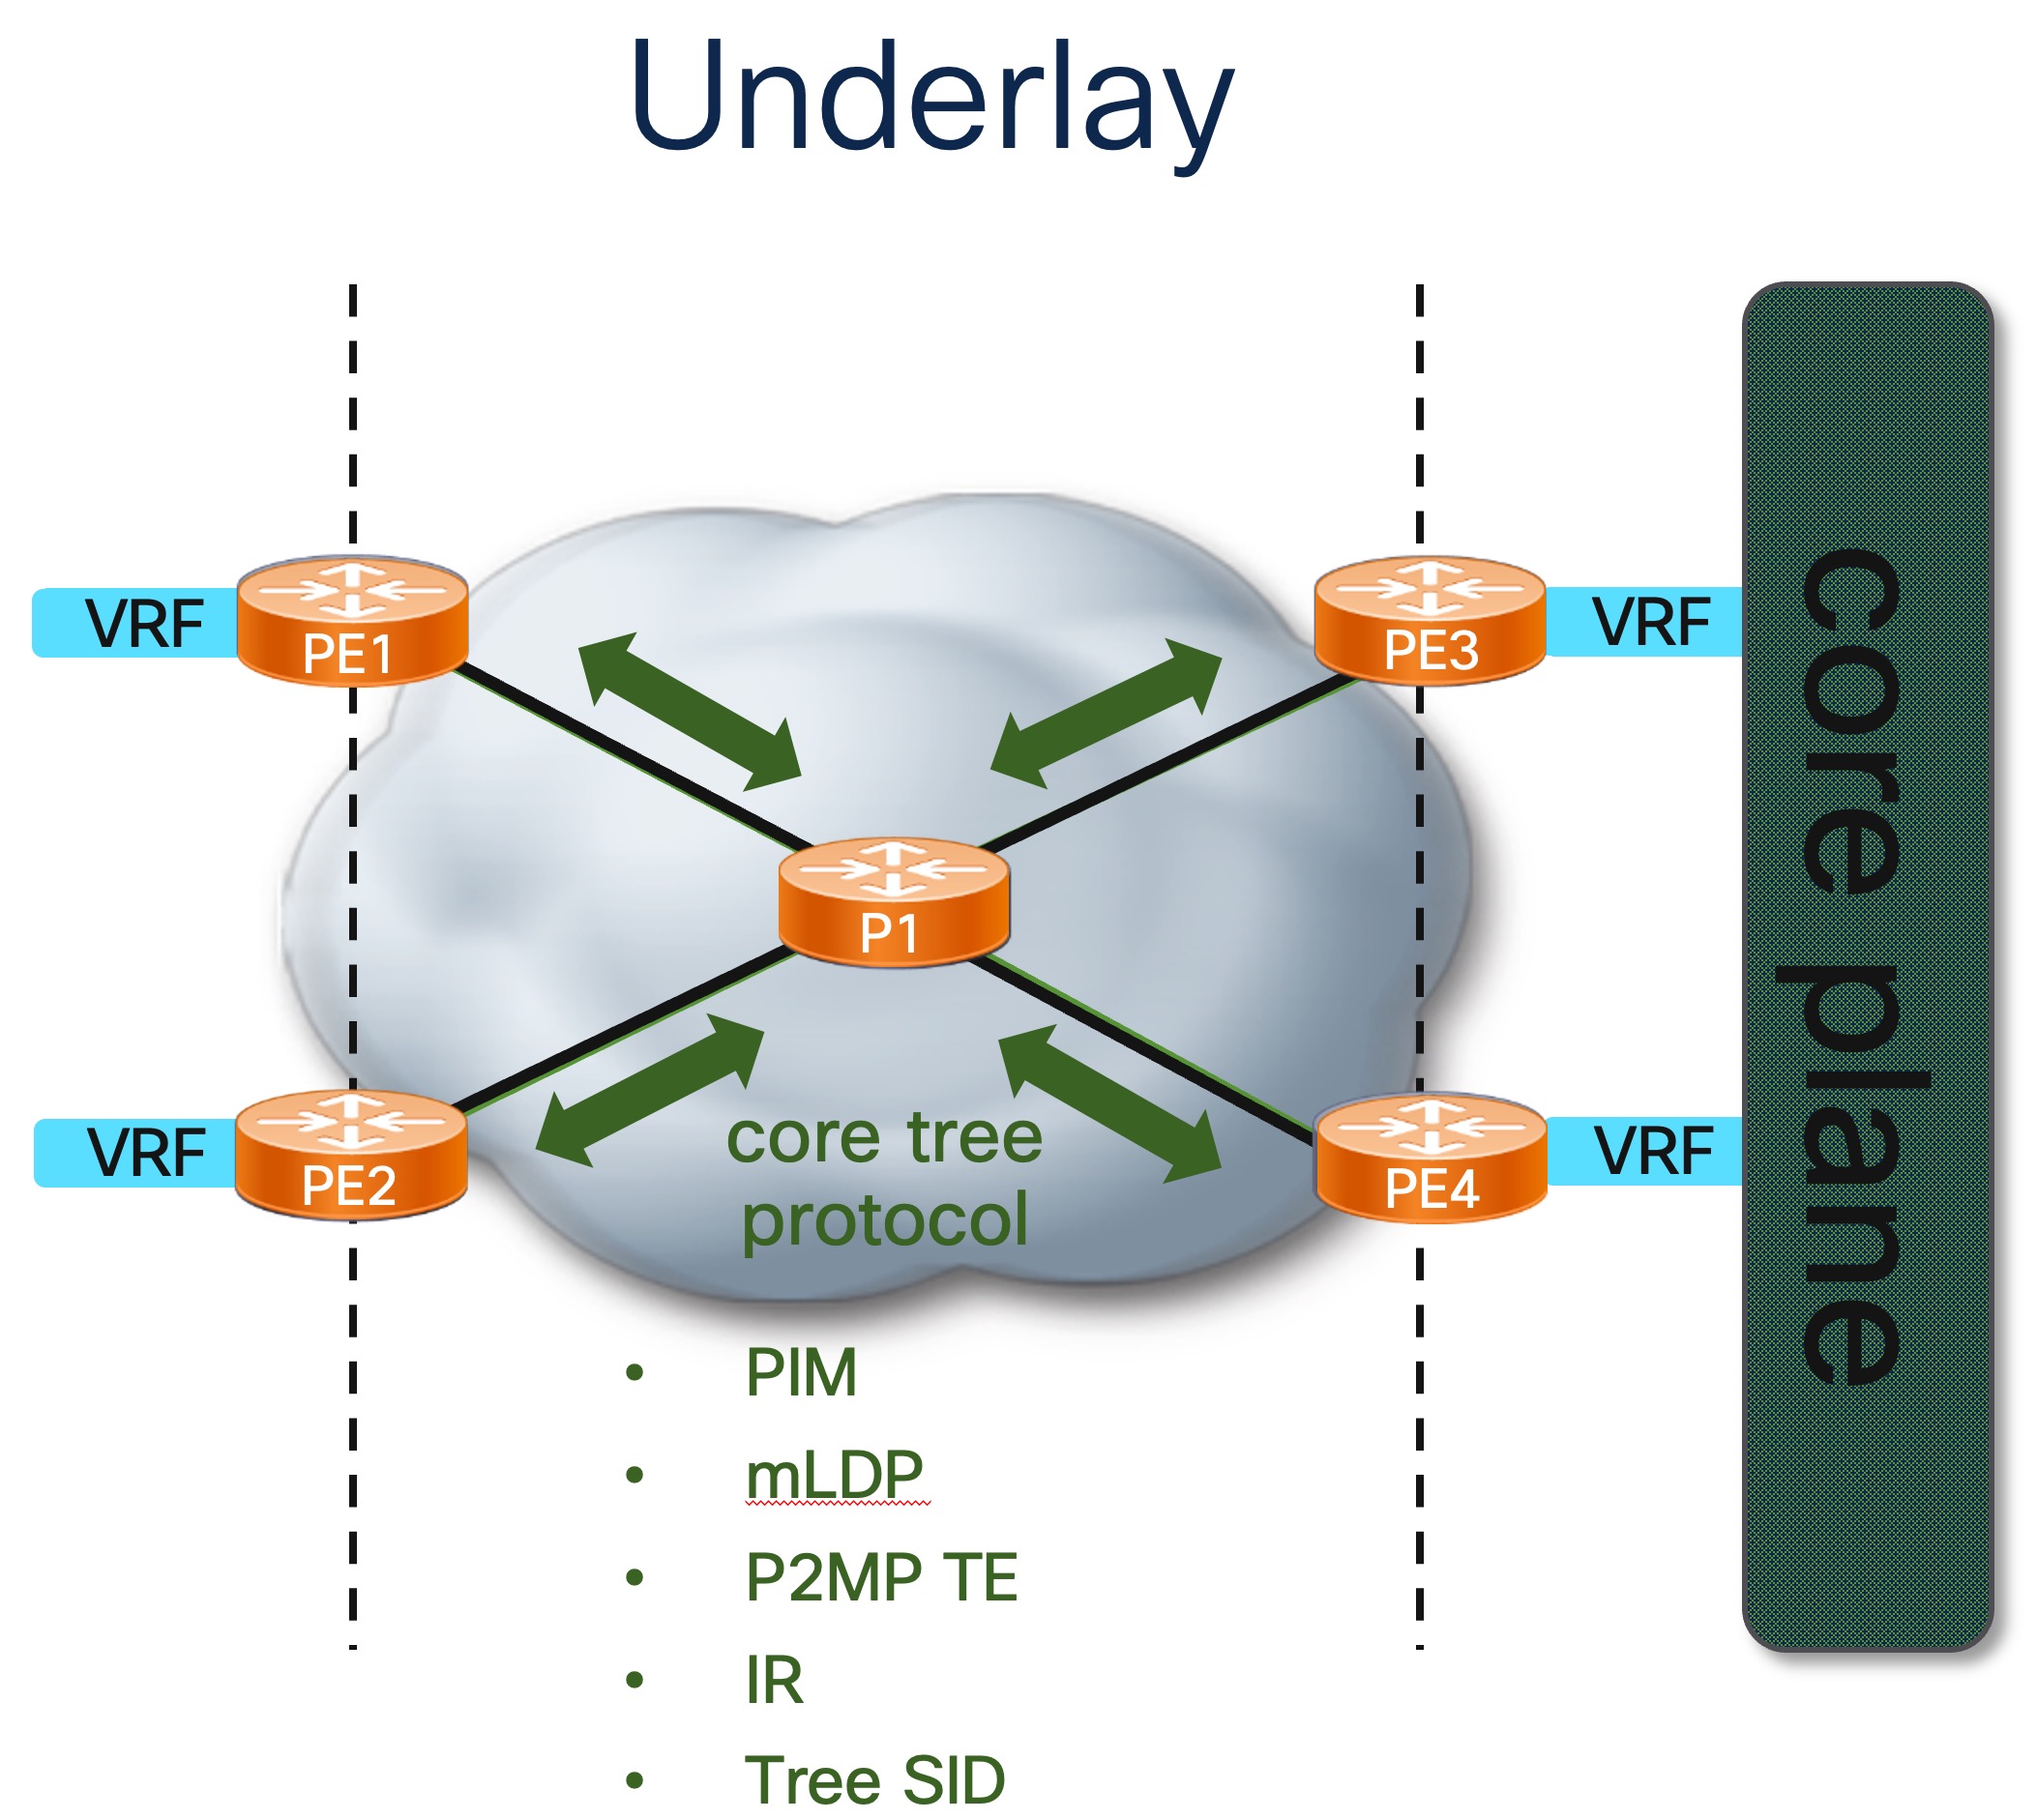 Underlay
VRF
PE1
PE3
VRF
P1
VRF
PE2
PE4
VRF
core tree
protocol
core plane
• PIM
• mLDP
• P2MP TE
• IR
• Tree SID